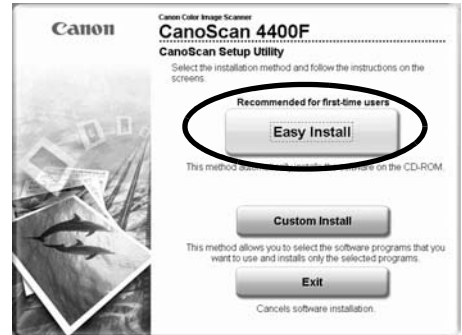 Canon
Canon Color Image Scanner
CanoScan 4400F
CanoScan Setup Utility
Select the installation method and follow the instructions on the
screens.
Recommended for first-time users
Easy Install
This method automatically installs the software on the CD-ROM.
Custom Install
This method allows you to select the software programs that you
want to use and installs only the selected programs.
Exit
Cancels software installation.